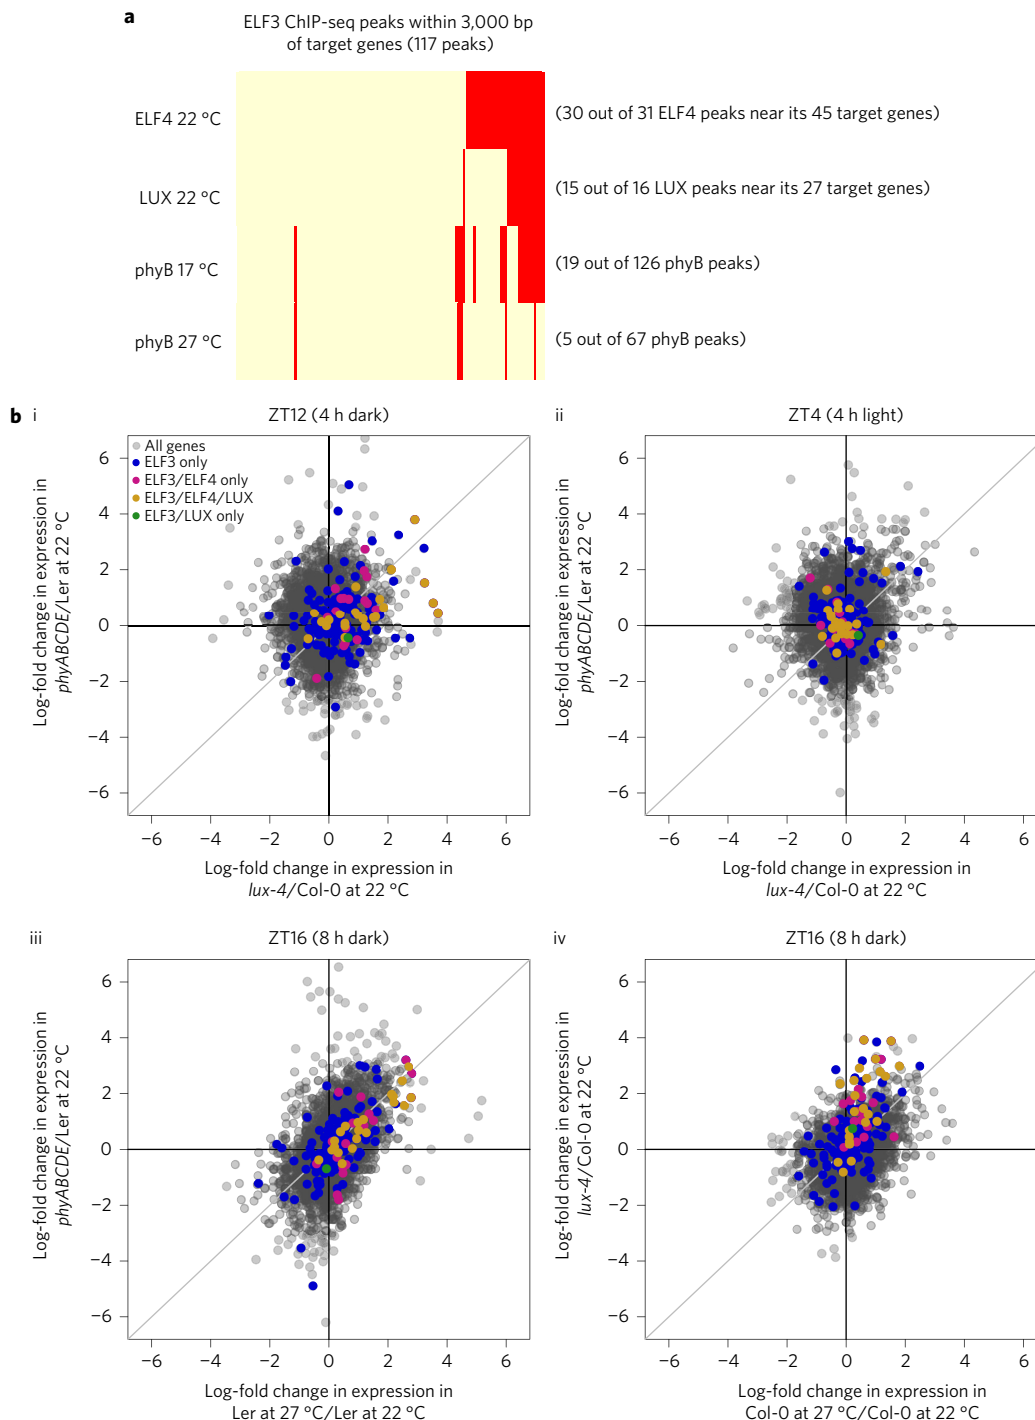 a
ELF3 ChIP-seq peaks within 3,000 bp
of target genes (117 peaks)
ELF4 22 °C
(30 out of 31 ELF4 peaks near its 45 target genes)
LUX 22 °C
(15 out of 16 LUX peaks near its 27 target genes)
phyB 17 °C
(19 out of 126 phyB peaks)
phyB 27 °C
(5 out of 67 phyB peaks)
b
i
ZT12 (4 h dark)
All genes
ELF3 only
ELF3/ELF4 only
ELF3/ELF4/LUX
ELF3/LUX only
6
4
2
0
−2
−4
−6
−6 −4 −2 0 2 4 6
Log-fold change in expression in
phyABCDE/Ler at 22 °C
Log-fold change in expression in
lux-4/Col-0 at 22 °C
ii
ZT4 (4 h light)
6
4
2
0
−2
−4
−6
−6 −4 −2 0 2 4 6
Log-fold change in expression in
phyABCDE/Ler at 22 °C
Log-fold change in expression in
lux-4/Col-0 at 22 °C
iii
ZT16 (8 h dark)
6
4
2
0
−2
−4
−6
−6 −4 −2 0 2 4 6
Log-fold change in expression in
phyABCDE/Ler at 22 °C
Log-fold change in expression in
Ler at 27 °C/Ler at 22 °C
iv
ZT16 (8 h dark)
6
4
2
0
−2
−4
−6
−6 −4 −2 0 2 4 6
Log-fold change in expression in
lux-4/Col-0 at 22 °C
Log-fold change in expression in
Col-0 at 27 °C/Col-0 at 22 °C